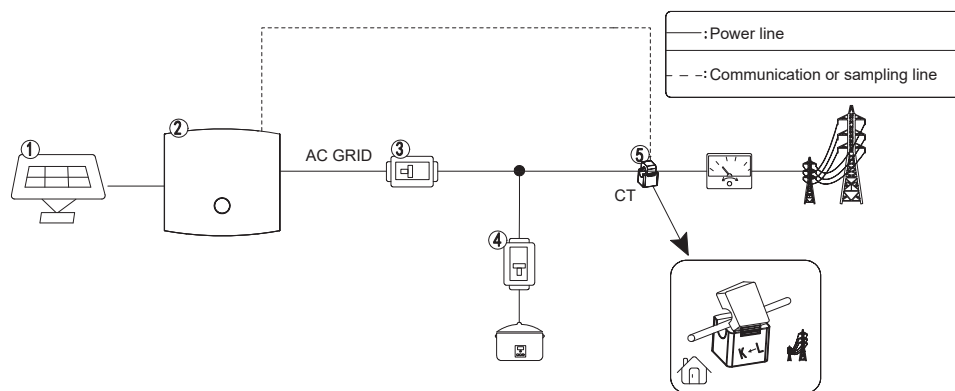 :Power line
:Communication or sampling line
① ② ③ ④ ⑤
AC GRID
CT
K←L